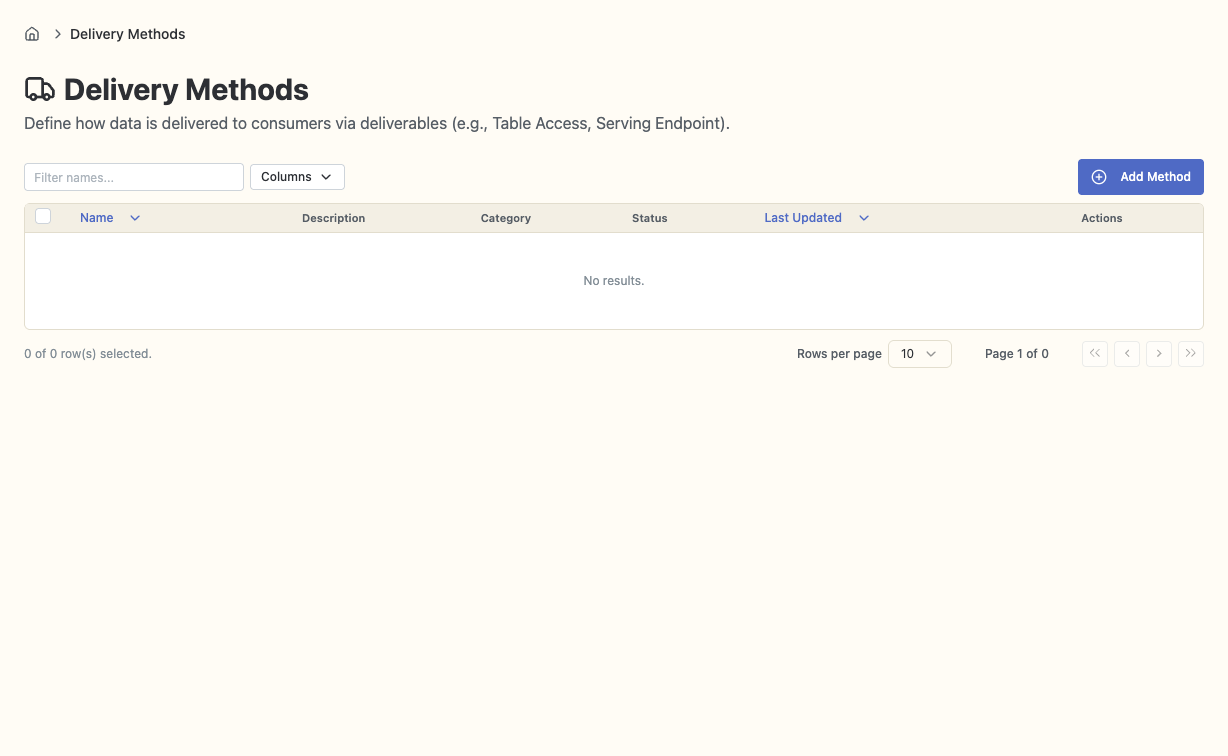 Delivery Methods
Delivery Methods
Define how data is delivered to consumers via deliverables (e.g., Table Access, Serving Endpoint).
Filter names... Columns Add Method
Name Description Category Status Last Updated Actions
No results.
0 of 0 row(s) selected. Rows per page 10 Page 1 of 0